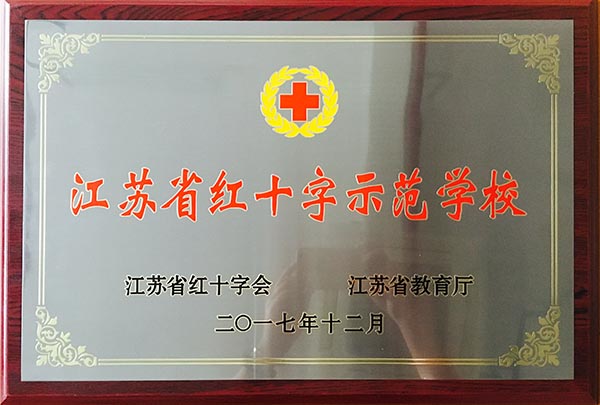 江苏省红十字示范学校
江苏省红十字会 江苏省教育厅
二〇一七年十二月